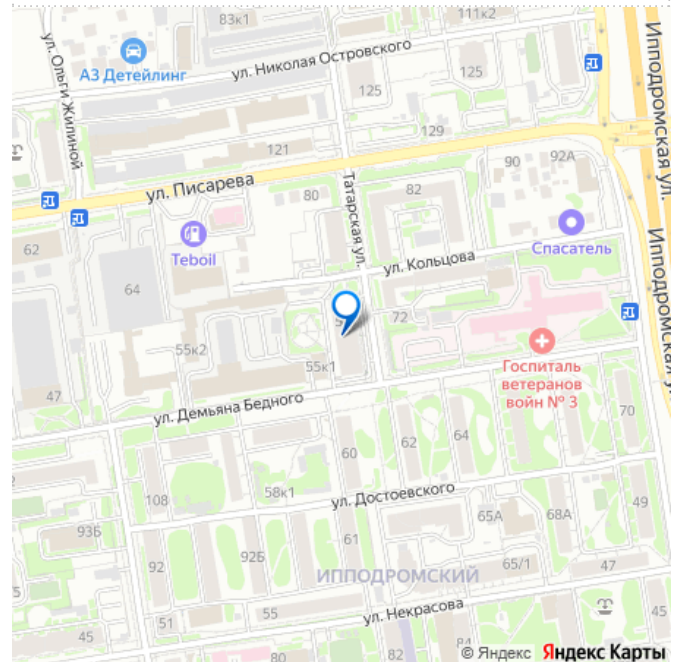 83к1
111к2
ул. Ольги Жилиной
АЗ Детейлинг
ул. Николая Островского
125
125
Ипподромская ул.
121
129
ул. Писарева
80
Татарская ул.
82
90
92А
62
Teboil
ул. Кольцова
Спасатель
Ипподромская ул.
64
72
55к2
55к1
Госпиталь
ветеранов
войн № 3
47
ул. Демьяна Бедного
70
60
62
64
108
58к1
ул. Достоевского
49
93Б
92
92Б
61
65А
68А
65/1
47
ИППОДРОМСКИЙ
45
51
55
ул. Некрасова
45
80
82
84
© Яндекс Яндекс Карты